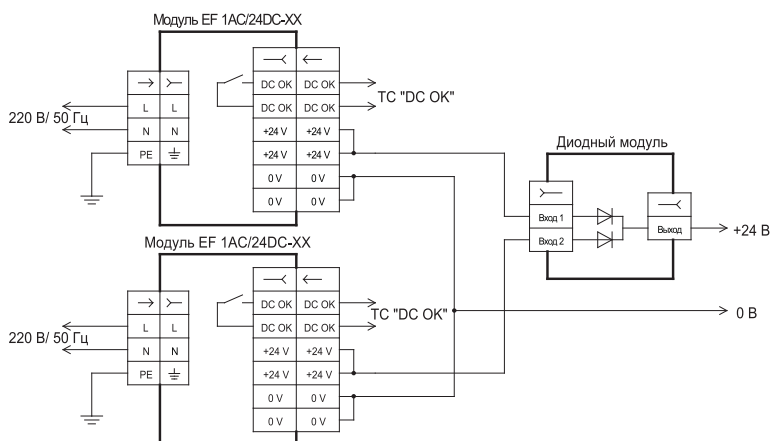 Модуль EF 1AC/24DC-XX
DC OK DC OK
L L
DC OK DC OK
ТС "DC OK"
220 В/ 50 Гц
N N
+24 V +24 V
PE
+24 V +24 V
0 V 0 V
0 V 0 V
Диодный модуль
Вход 1
Вход 2
Выход
+24 В
Модуль EF 1AC/24DC-XX
DC OK DC OK
L L
DC OK DC OK
ТС "DC OK"
0 В
220 В/ 50 Гц
N N
+24 V +24 V
PE
+24 V +24 V
0 V 0 V
0 V 0 V